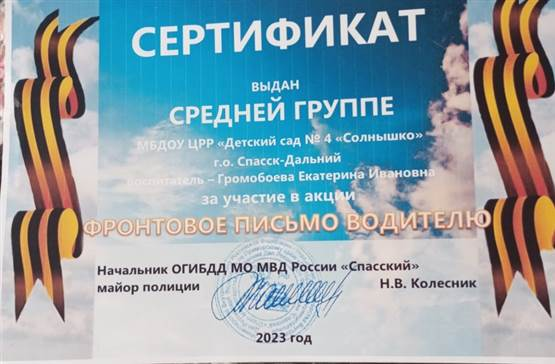 СЕРТИФИКАТ
ВЫДАН
СРЕДНЕЙ ГРУППЕ
МБДОУ ЦРР «Детский сад № 4 «Солнышко»
г.о. Спасск-Дальний
воспитатель – Громобоева Екатерина Ивановна
за участие в акции
ФРОНТОВОЕ ПИСЬМО ВОДИТЕЛЮ
Начальник ОГИБДД МО МВД России «Спасский»
майор полиции Н.В. Колесник
2023 год